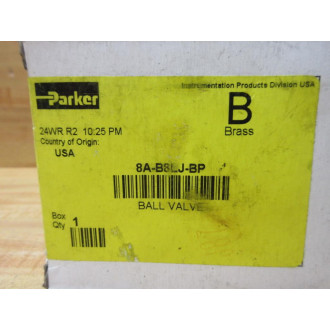 Parker
Instrumentation Products Division USA
24WR R2 10:25 PM
Country of Origin:
USA
B
Brass
8A-B8LJ-BP
BALL VALVE
Box
Qty 1